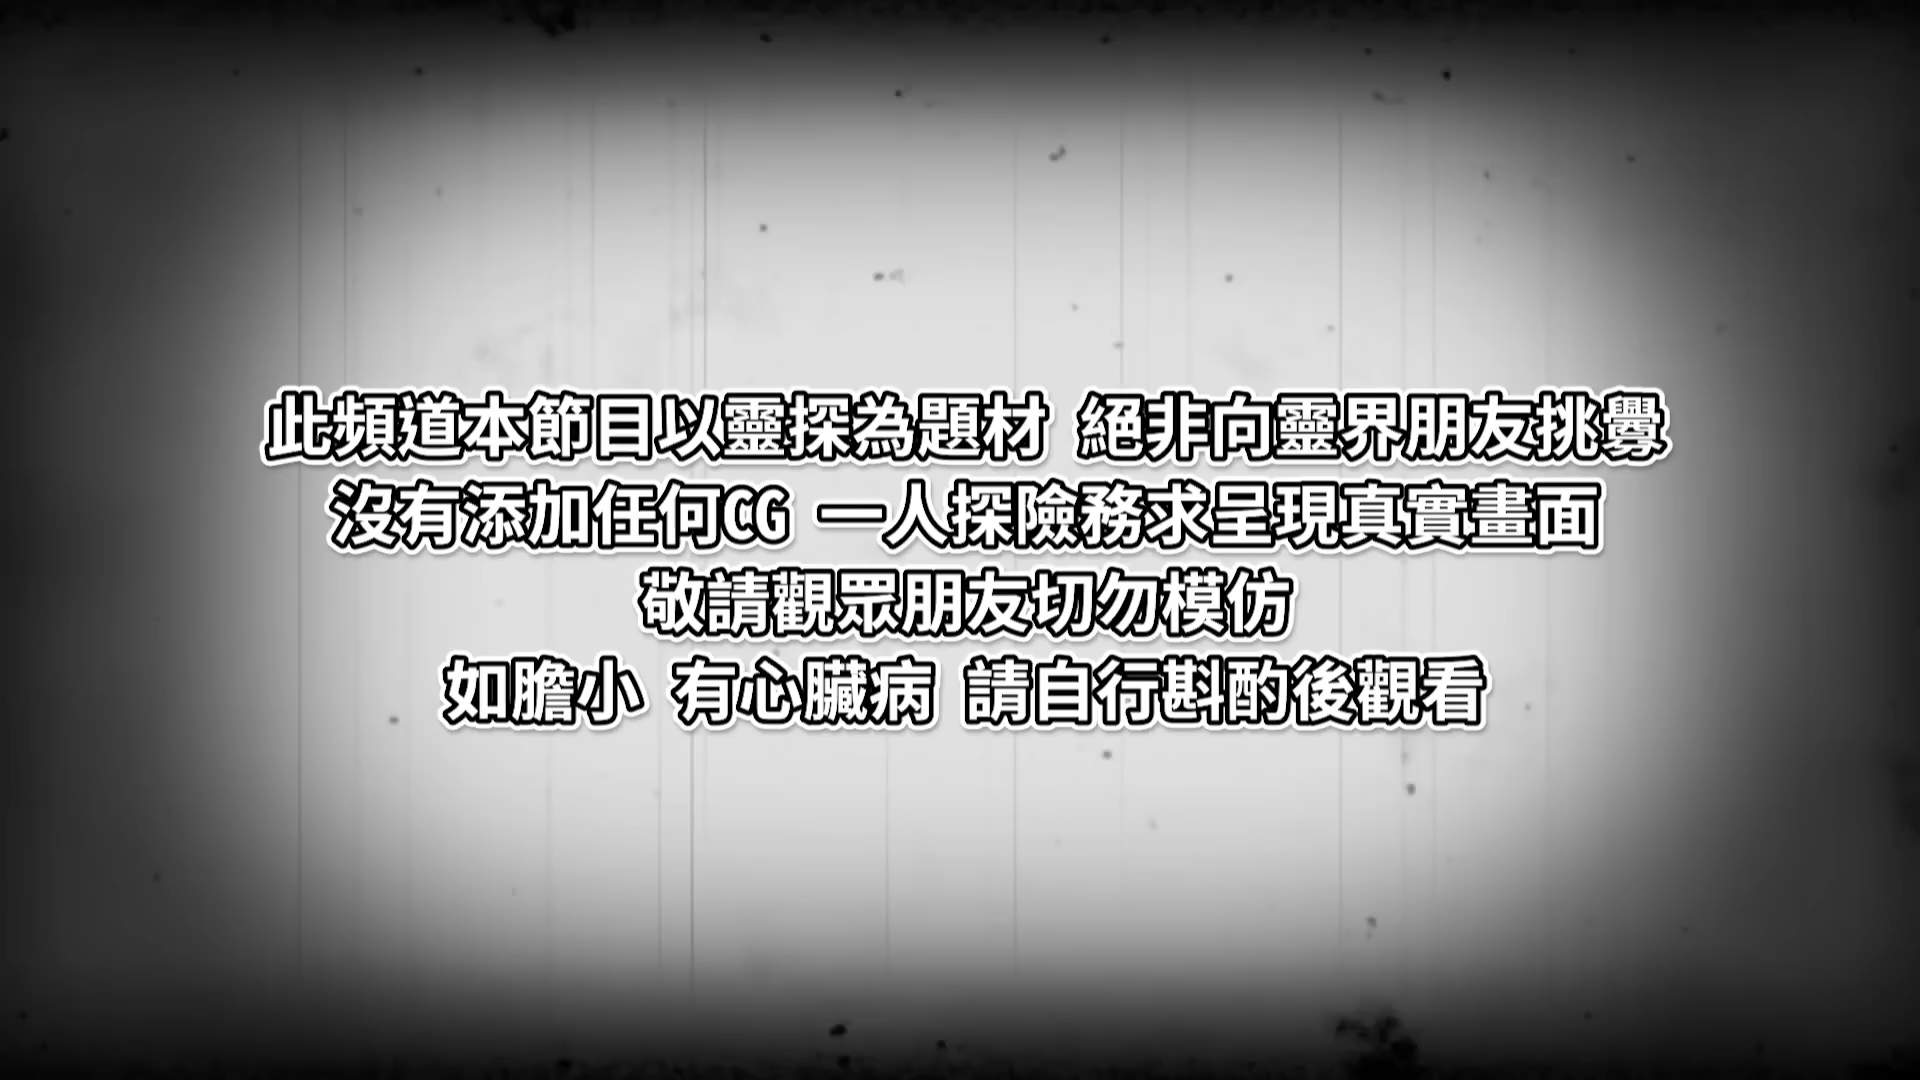 此頻道本節目以靈探為題材 絕非向靈界朋友挑釁
沒有添加任何CG 一人探險務求呈現真實畫面
敬請觀眾朋友切勿模仿
如膽小 有心臟病 請自行斟酌後觀看